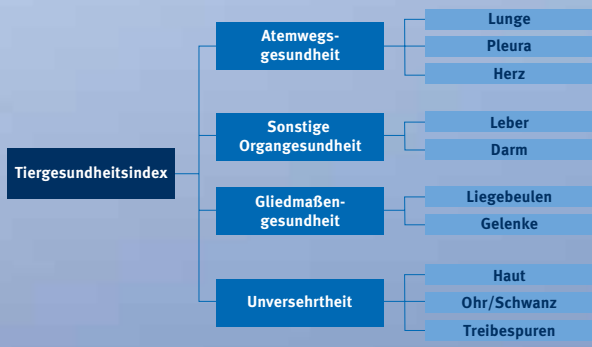 Tiergesundheitsindex
Atemwegs-
gesundheit
Lunge
Pleura
Herz
Sonstige
Organgesundheit
Leber
Darm
Gliedmaßen-
gesundheit
Liegebeulen
Gelenke
Unversehrtheit
Haut
Ohr/Schwanz
Treibespuren